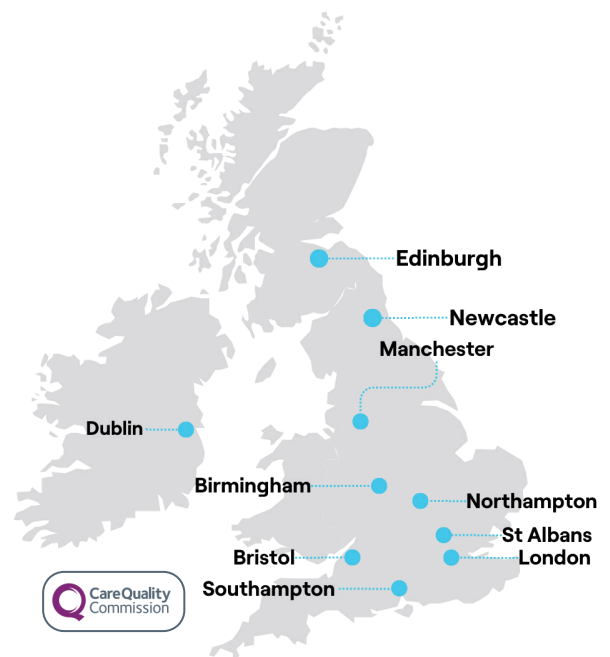 Edinburgh
Newcastle
Manchester
Dublin
Birmingham
Northampton
St Albans
Bristol
London
Southampton
CareQuality
Commission